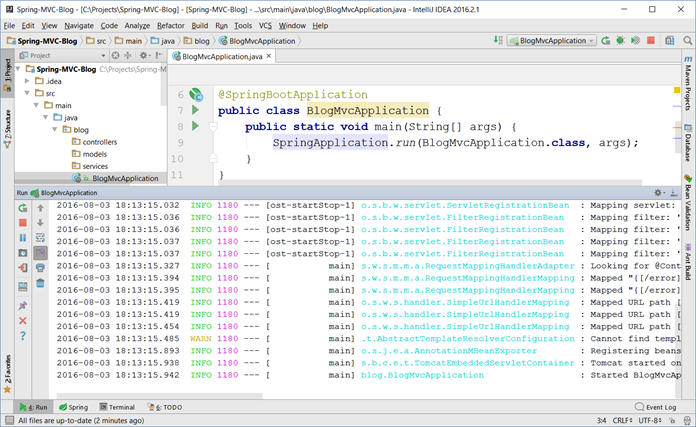 Spring-MVC-Blog - [C:\Projects\Spring-MVC-Blog] - [Spring-MVC-Blog] - ...\src\main\java\blog\BlogMvcApplication.java - IntelliJ IDEA 2016.2.1
File Edit View Navigate Code Analyze Refactor Build Run Tools VCS Window Help
Spring-MVC-Blog src main java blog BlogMvcApplication BlogMvcApplication
1: Project
Project
BlogMvcApplication.java
Spring-MVC-Blog C:\Projects\Spring-M
.idea
src
main
java
blog
controllers
models
services
BlogMvcApplication
6 @SpringBootApplication
7 public class BlogMvcApplication {
8 public static void main(String[] args) {
9 SpringApplication.run(BlogMvcApplication.class, args);
10 }
11 }
Z: Structure
2: Favorites
Maven Projects
Database
Bean Validation
Ant Build
Run BlogMvcApplication
2016-08-03 18:13:15.032 INFO 1180 --- [ost-startStop-1] o.s.b.w.servlet.ServletRegistrationBean : Mapping servlet:
2016-08-03 18:13:15.036 INFO 1180 --- [ost-startStop-1] o.s.b.w.servlet.FilterRegistrationBean : Mapping filter: '
2016-08-03 18:13:15.036 INFO 1180 --- [ost-startStop-1] o.s.b.w.servlet.FilterRegistrationBean : Mapping filter: '
2016-08-03 18:13:15.037 INFO 1180 --- [ost-startStop-1] o.s.b.w.servlet.FilterRegistrationBean : Mapping filter: '
2016-08-03 18:13:15.037 INFO 1180 --- [ost-startStop-1] o.s.b.w.servlet.FilterRegistrationBean : Mapping filter: '
2016-08-03 18:13:15.327 INFO 1180 --- [ main] s.w.s.m.m.a.RequestMappingHandlerAdapter : Looking for @Cont
2016-08-03 18:13:15.394 INFO 1180 --- [ main] s.w.s.m.m.a.RequestMappingHandlerMapping : Mapped "{[/error]
2016-08-03 18:13:15.395 INFO 1180 --- [ main] s.w.s.m.m.a.RequestMappingHandlerMapping : Mapped "{[/error]
2016-08-03 18:13:15.419 INFO 1180 --- [ main] o.s.w.s.handler.SimpleUrlHandlerMapping : Mapped URL path [
2016-08-03 18:13:15.419 INFO 1180 --- [ main] o.s.w.s.handler.SimpleUrlHandlerMapping : Mapped URL path [
2016-08-03 18:13:15.454 INFO 1180 --- [ main] o.s.w.s.handler.SimpleUrlHandlerMapping : Mapped URL path [
2016-08-03 18:13:15.485 WARN 1180 --- [ main] .t.AbstractTemplateResolverConfiguration : Cannot find templ
2016-08-03 18:13:15.893 INFO 1180 --- [ main] o.s.j.e.a.AnnotationMBeanExporter : Registering beans
2016-08-03 18:13:15.938 INFO 1180 --- [ main] s.b.c.e.t.TomcatEmbeddedServletContainer : Tomcat started on
2016-08-03 18:13:15.942 INFO 1180 --- [ main] blog.BlogMvcApplication : Started BlogMvcAp
4: Run Spring Terminal 6: TODO Event Log
All files are up-to-date (2 minutes ago) 3:4 CRLF UTF-8